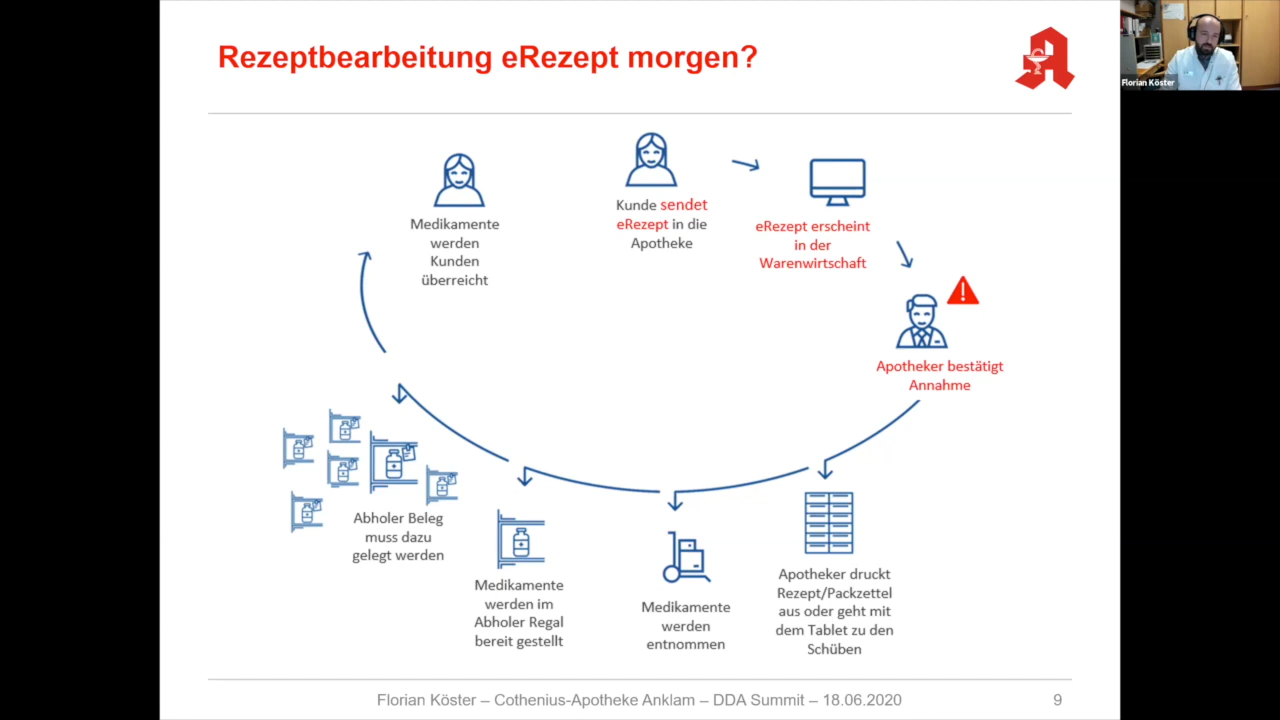 Rezeptbearbeitung eRezept morgen?
Florian Köster
Kunde sendet
eRezept in die
Apotheke
eRezept erscheint
in der
Warenwirtschaft
Apotheker bestätigt
Annahme
Apotheker druckt
Rezept/Packzettel
aus oder geht mit
dem Tablet zu den
Schüben
Medikamente
werden
entnommen
Medikamente
werden im
Abholer Regal
bereit gestellt
Abholer Beleg
muss dazu
gelegt werden
Medikamente
werden
Kunden
überreicht
Florian Köster – Cothenius-Apotheke Anklam – DDA Summit – 18.06.2020
9